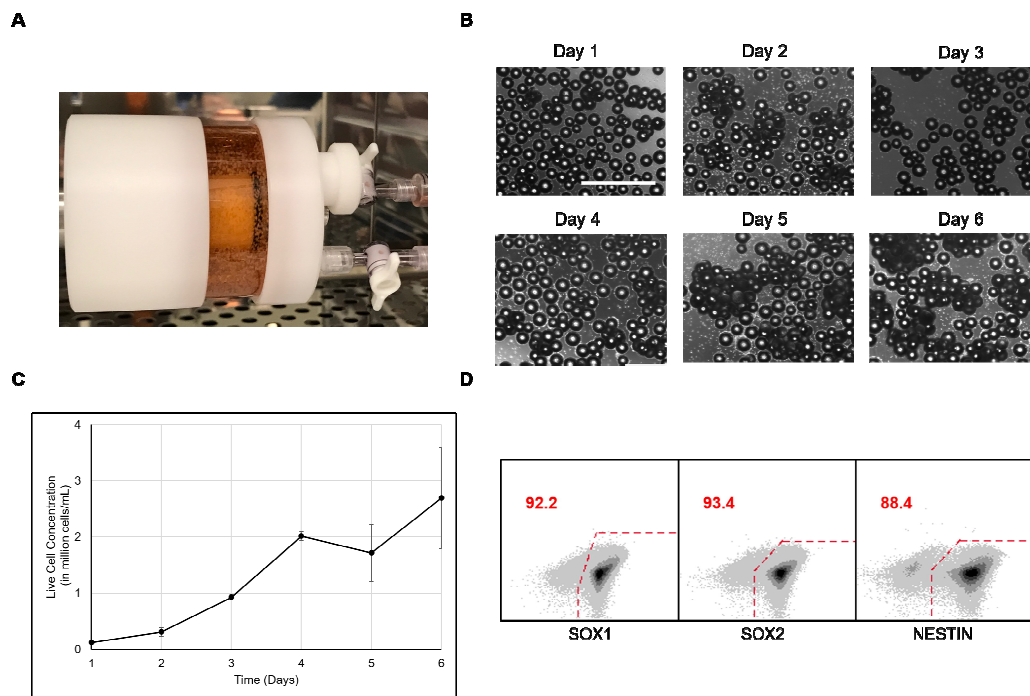 A
B
Day 1
Day 2
Day 3
Day 4
Day 5
Day 6
C
4
3
2
1
0
Live Cell Concentration
(in million cells/mL)
1 2 3 4 5 6
Time (Days)
D
92.2
93.4
88.4
SOX1
SOX2
NESTIN